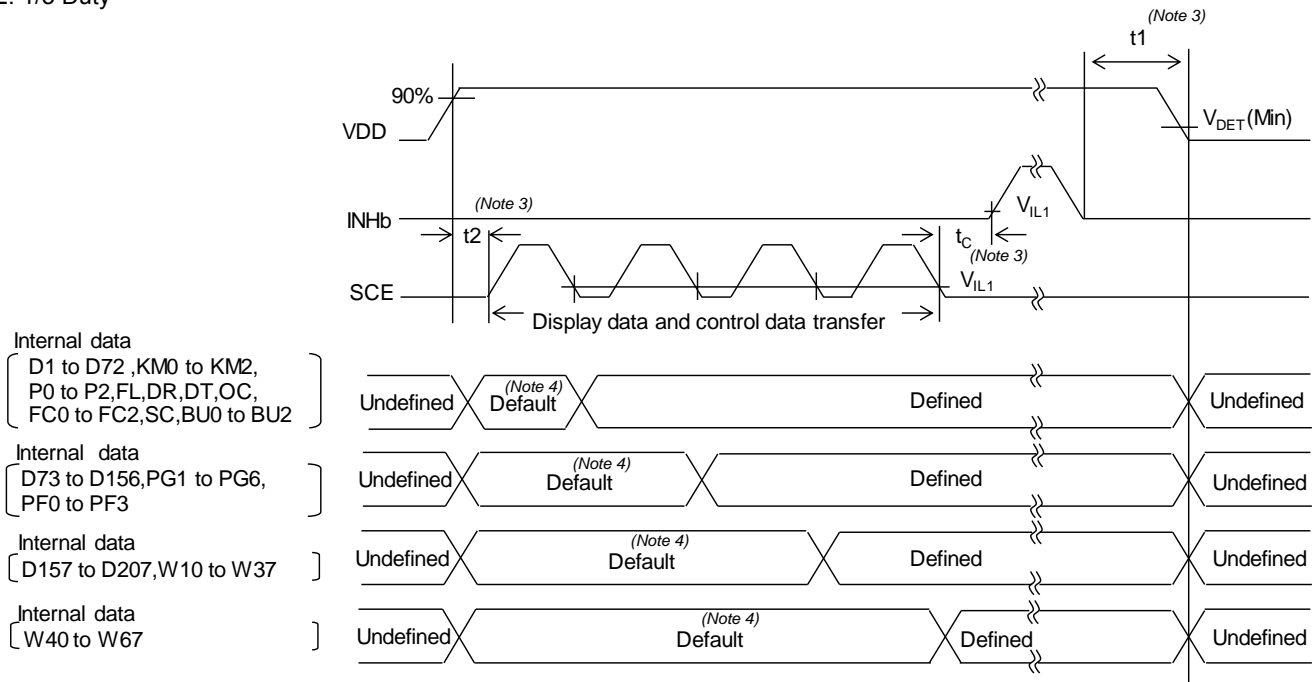 2. 1/3 Duty
(Note 3)
t1
90%
VDD
VDET(Min)
INHb
(Note 3)
t2
VIL1
tC
(Note 3)
SCE
VIL1
Display data and control data transfer
Internal data
D1 to D72 ,KM0 to KM2,
P0 to P2,FL,DR,DT,OC,
FC0 to FC2,SC,BU0 to BU2
Undefined
(Note 4)
Default
Defined
Undefined
Internal data
D73 to D156,PG1 to PG6,
PF0 to PF3
Undefined
(Note 4)
Default
Defined
Undefined
Internal data
D157 to D207,W10 to W37
Undefined
(Note 4)
Default
Defined
Undefined
Internal data
W40 to W67
Undefined
(Note 4)
Default
Defined
Undefined